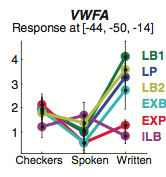 VWFA
Response at [-44, -50, -14]
4
3
2
1
LB1
LP
LB2
EXB
EXP
ILB
Checkers Spoken Written